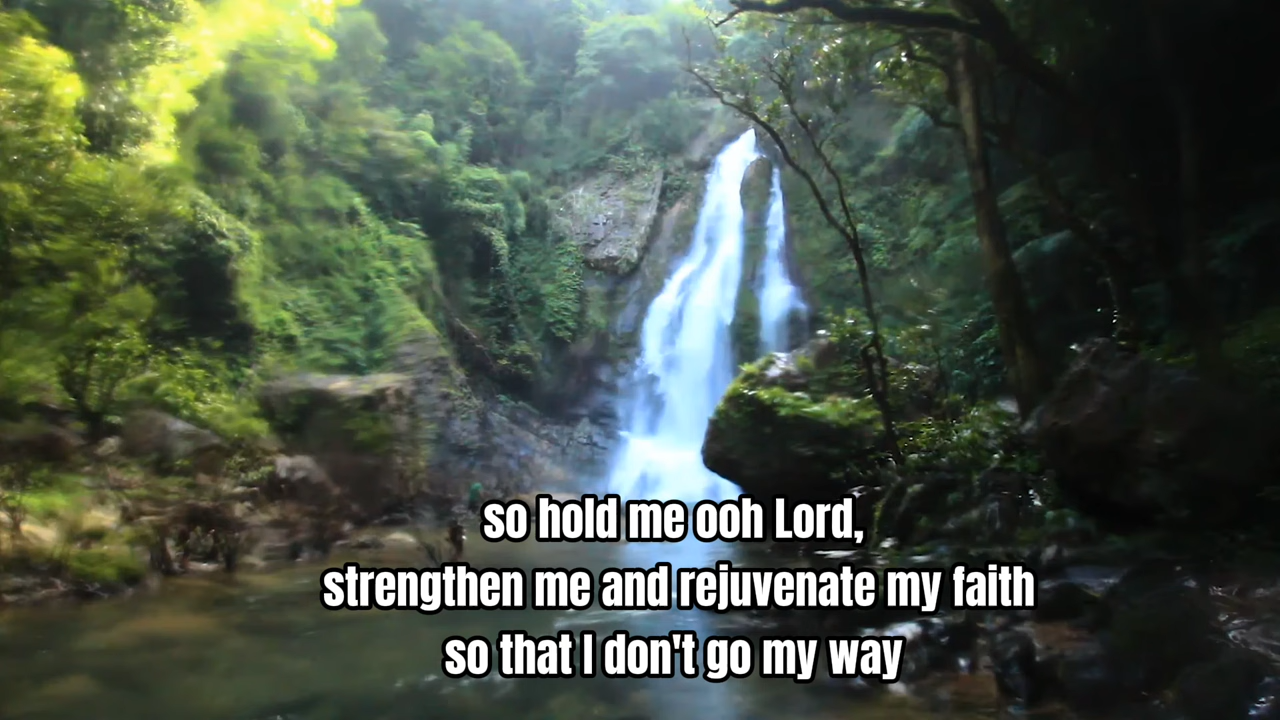 so hold me ooh Lord,
strengthen me and rejuvenate my faith
so that I don't go my way